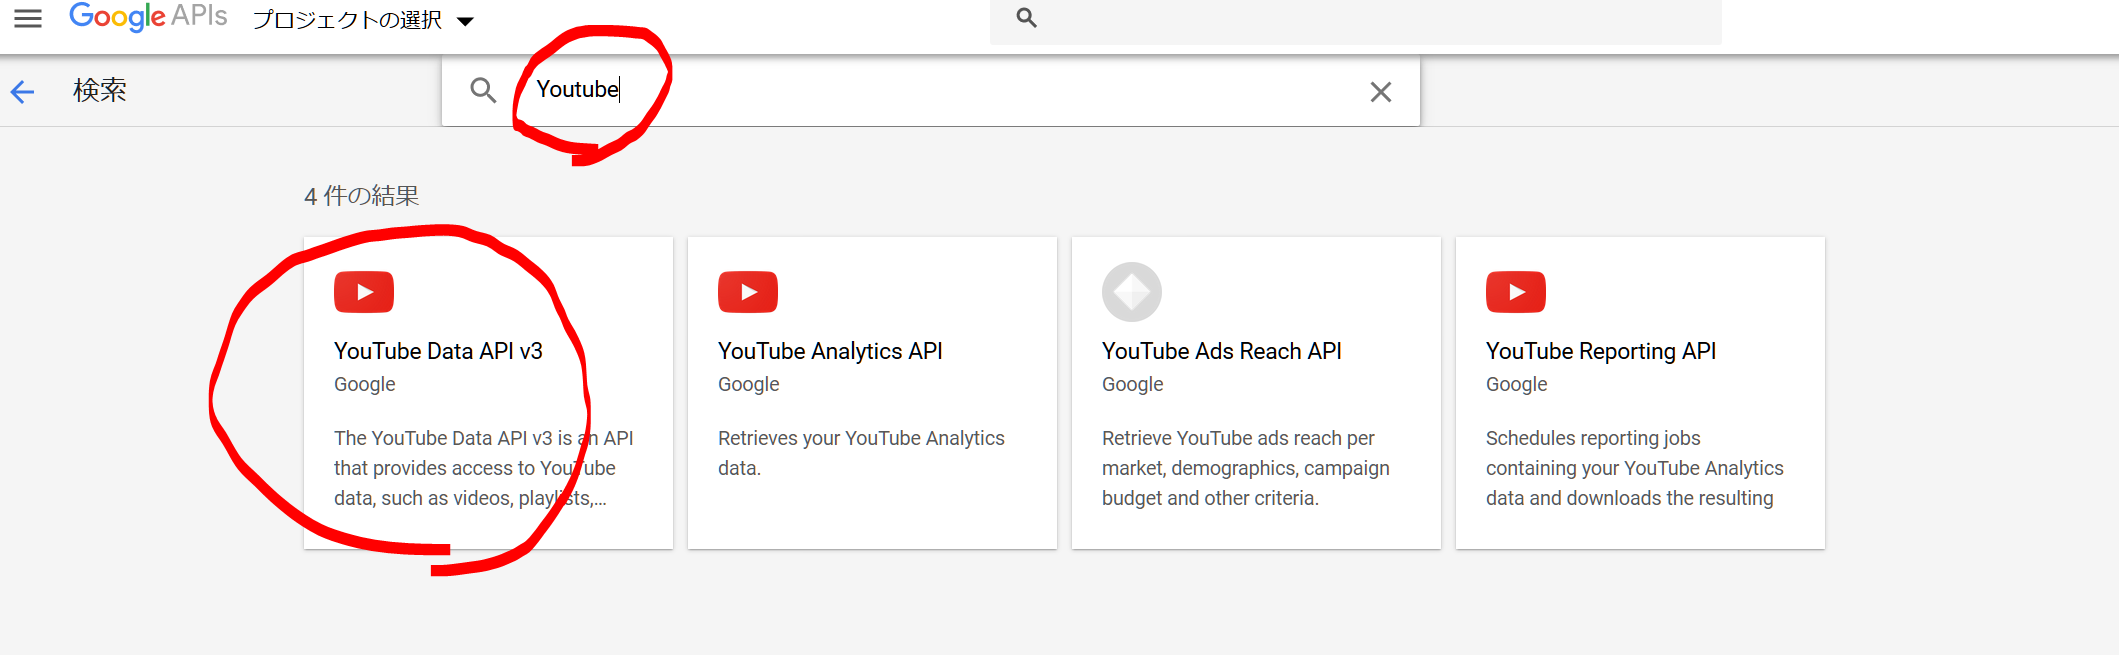 Google APIs プロジェクトの選択
検索
Youtube
4 件の結果
YouTube Data API v3
Google
The YouTube Data API v3 is an API
that provides access to YouTube
data, such as videos, playlists,...
YouTube Analytics API
Google
Retrieves your YouTube Analytics
data.
YouTube Ads Reach API
Google
Retrieve YouTube ads reach per
market, demographics, campaign
budget and other criteria.
YouTube Reporting API
Google
Schedules reporting jobs
containing your YouTube Analytics
data and downloads the resulting